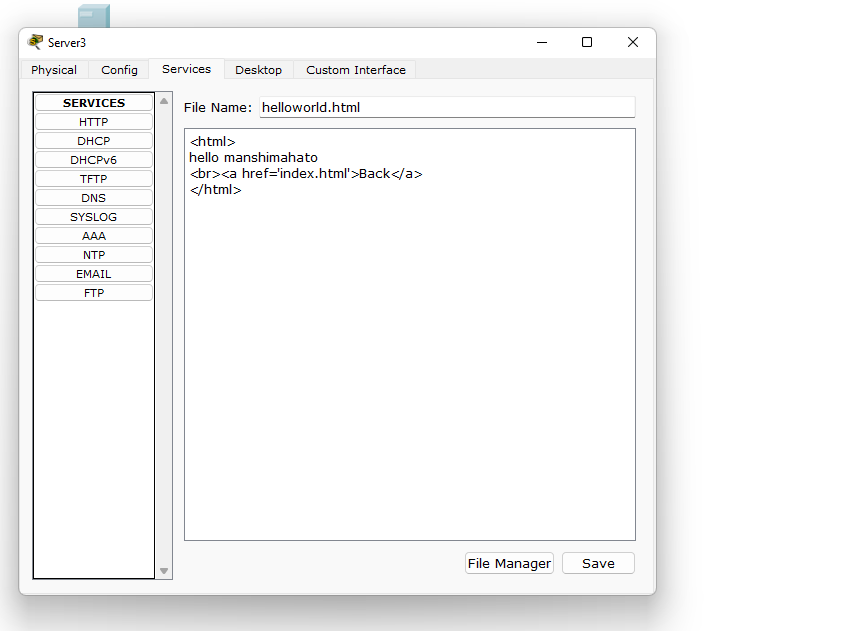 Server3
Physical Config Services Desktop Custom Interface
SERVICES
HTTP
DHCP
DHCPv6
TFTP
DNS
SYSLOG
AAA
NTP
EMAIL
FTP
File Name: helloworld.html
<html>
hello manshimahato
<br><a href='index.html'>Back</a>
</html>
File Manager Save